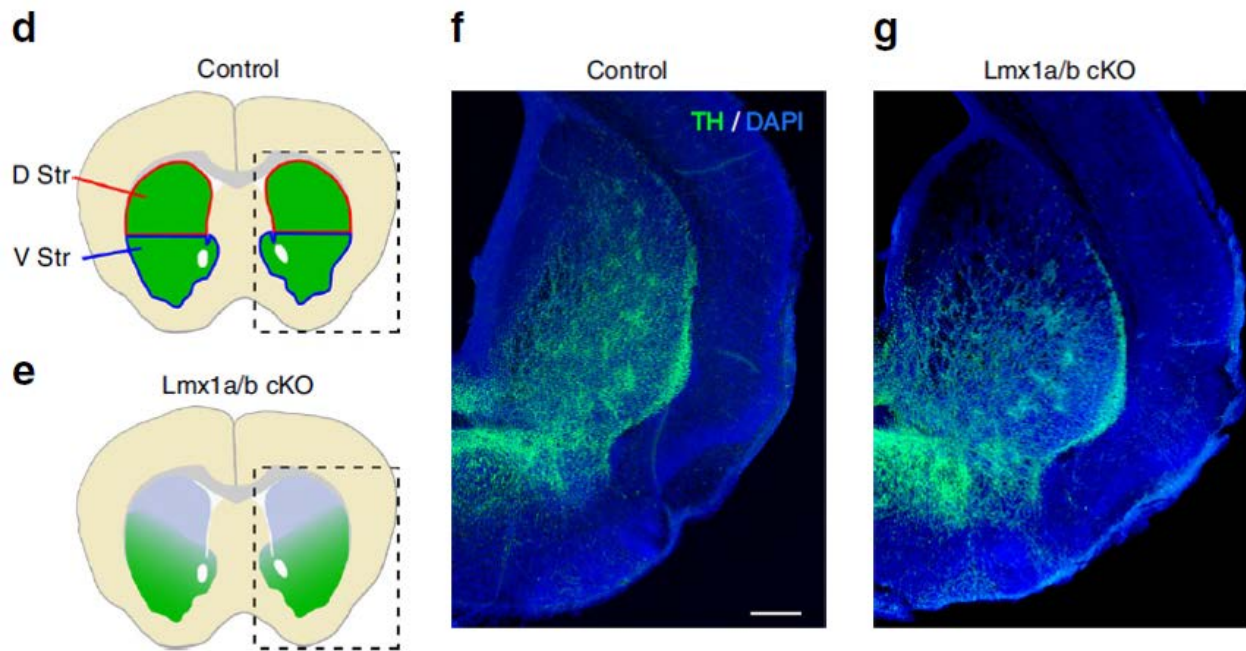 d
Control
D Str
V Str
e
Lmx1a/b cKO
f
Control
TH / DAPI
g
Lmx1a/b cKO